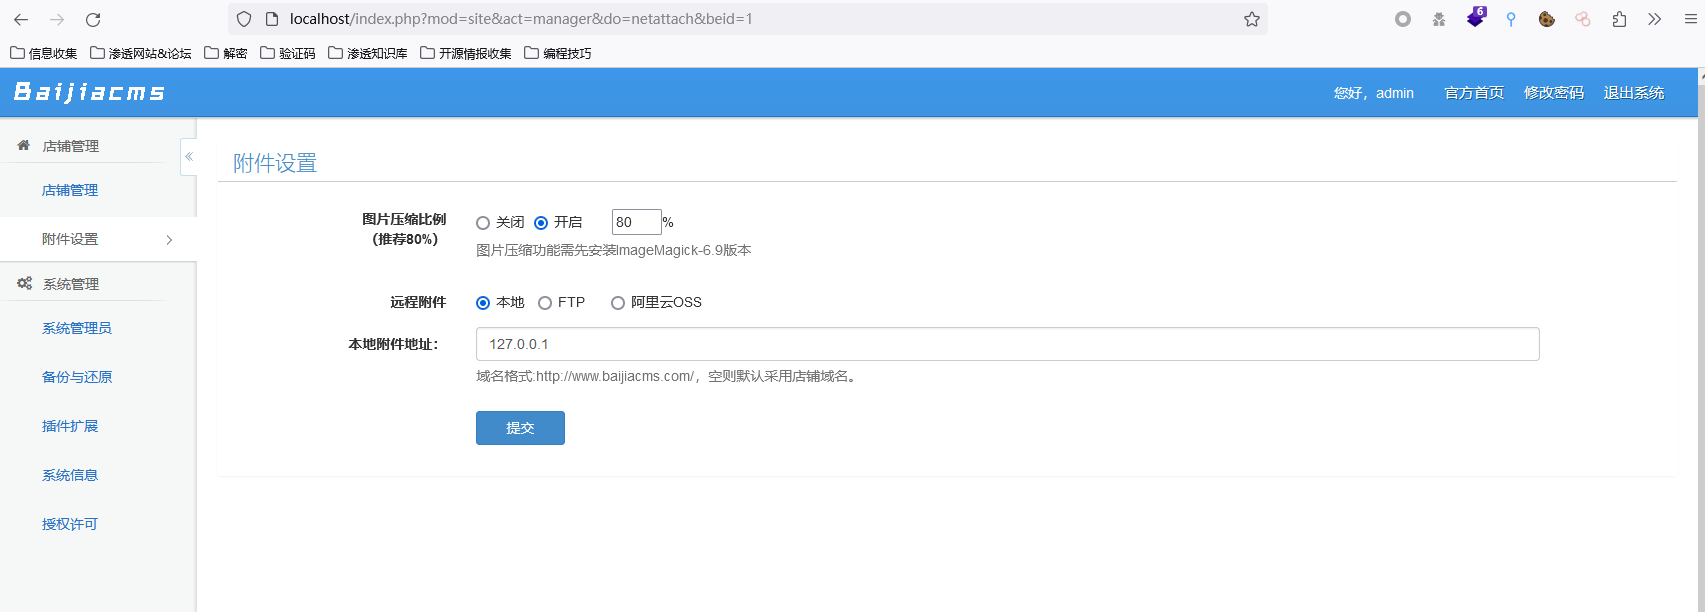 localhost/index.php?mod=site&act=manager&do=netattach&beid=1
6
信息收集 渗透网站&论坛 解密 验证码 渗透知识库 开源情报收集 编程技巧
Baijiacms
您好，admin 官方首页 修改密码 退出系统
店铺管理
店铺管理
附件设置
系统管理
系统管理员
备份与还原
插件扩展
系统信息
授权许可
附件设置
图片压缩比例 关闭 开启 80 %
（推荐80%）
图片压缩功能需先安装ImageMagick-6.9版本
远程附件 本地 FTP 阿里云OSS
本地附件地址： 127.0.0.1
域名格式:http://www.baijiacms.com/，空则默认采用店铺域名。
提交